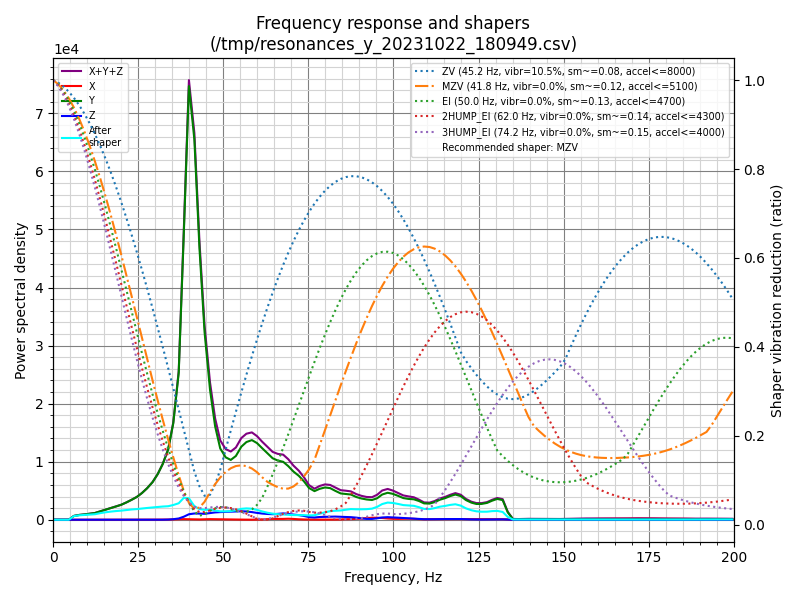 Frequency response and shapers
(/tmp/resonances_y_20231022_180949.csv)
1e4
X+Y+Z
X
Y
Z
After
shaper
ZV (45.2 Hz, vibr=10.5%, sm~=0.08, accel<=8000)
MZV (41.8 Hz, vibr=0.0%, sm~=0.12, accel<=5100)
EI (50.0 Hz, vibr=0.0%, sm~=0.13, accel<=4700)
2HUMP_EI (62.0 Hz, vibr=0.0%, sm~=0.14, accel<=4300)
3HUMP_EI (74.2 Hz, vibr=0.0%, sm~=0.15, accel<=4000)
Recommended shaper: MZV
7
6
5
4
3
2
1
0
Power spectral density
1.0
0.8
0.6
0.4
0.2
0.0
Shaper vibration reduction (ratio)
0 25 50 75 100 125 150 175 200
Frequency, Hz